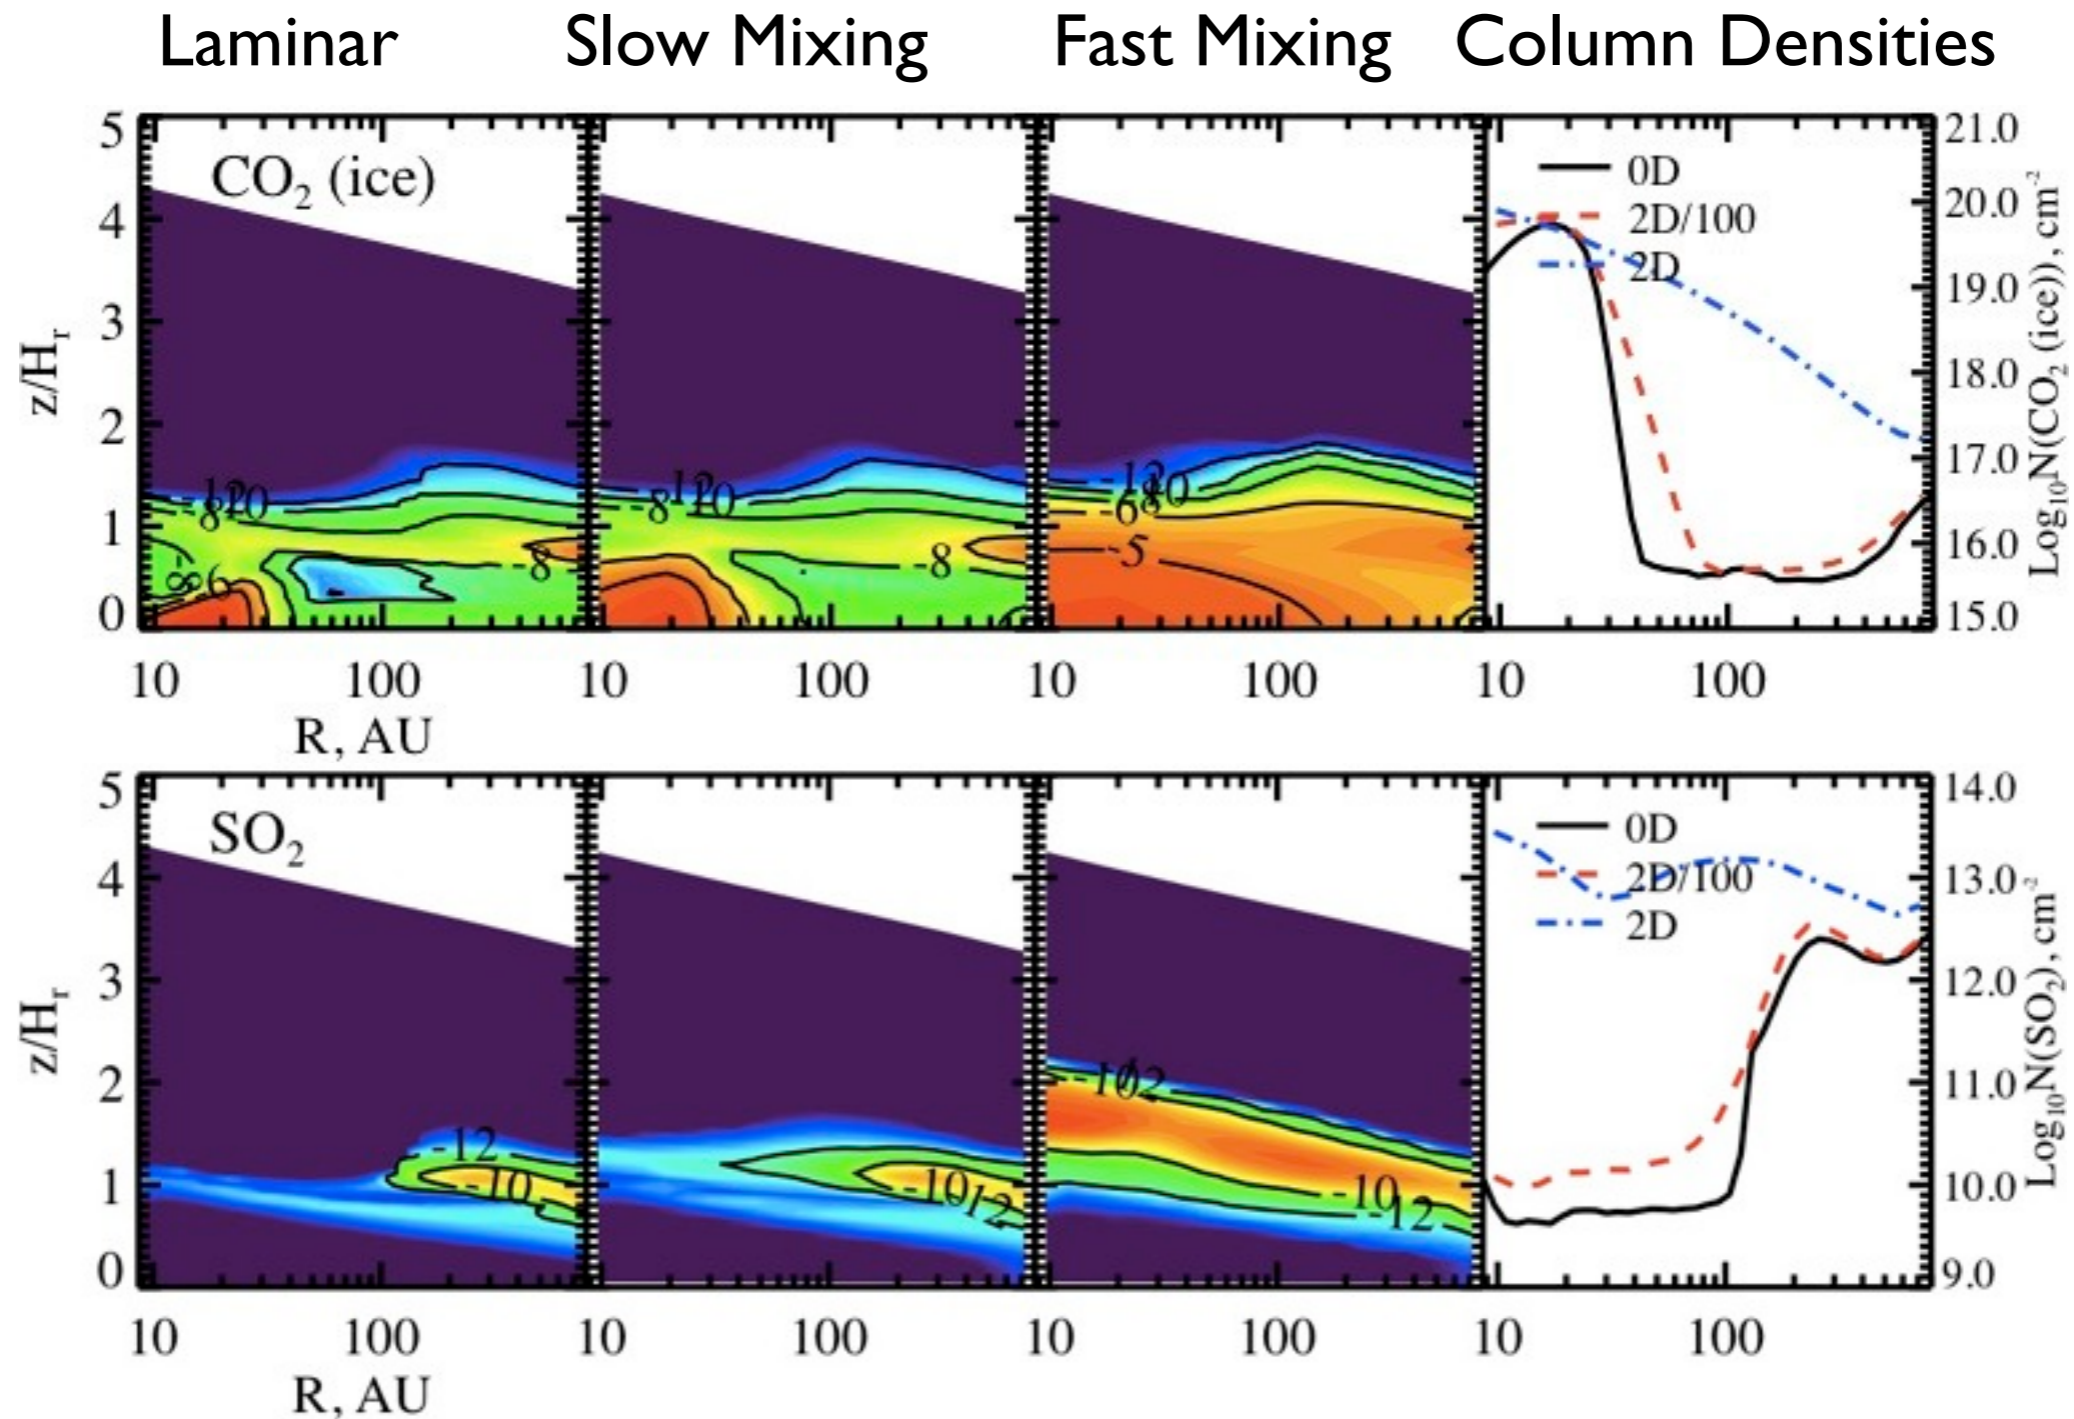 Laminar Slow Mixing Fast Mixing Column Densities
CO₂ (ice)
5
4
3
2
1
0
z/Hᵣ
-8
-6
-8
-8
-8
-5
10 100 10 100 10 100 10 100
R, AU
0D
2D/100
2D
21.0
20.0
19.0
18.0
17.0
16.0
15.0
Log₁₀N(CO₂ (ice)), cm⁻²
SO₂
5
4
3
2
1
0
z/Hᵣ
-12
-10
-10
-12
-10
-12
10 100 10 100 10 100 10 100
R, AU
0D
2D/100
2D
14.0
13.0
12.0
11.0
10.0
9.0
Log₁₀N(SO₂), cm⁻²